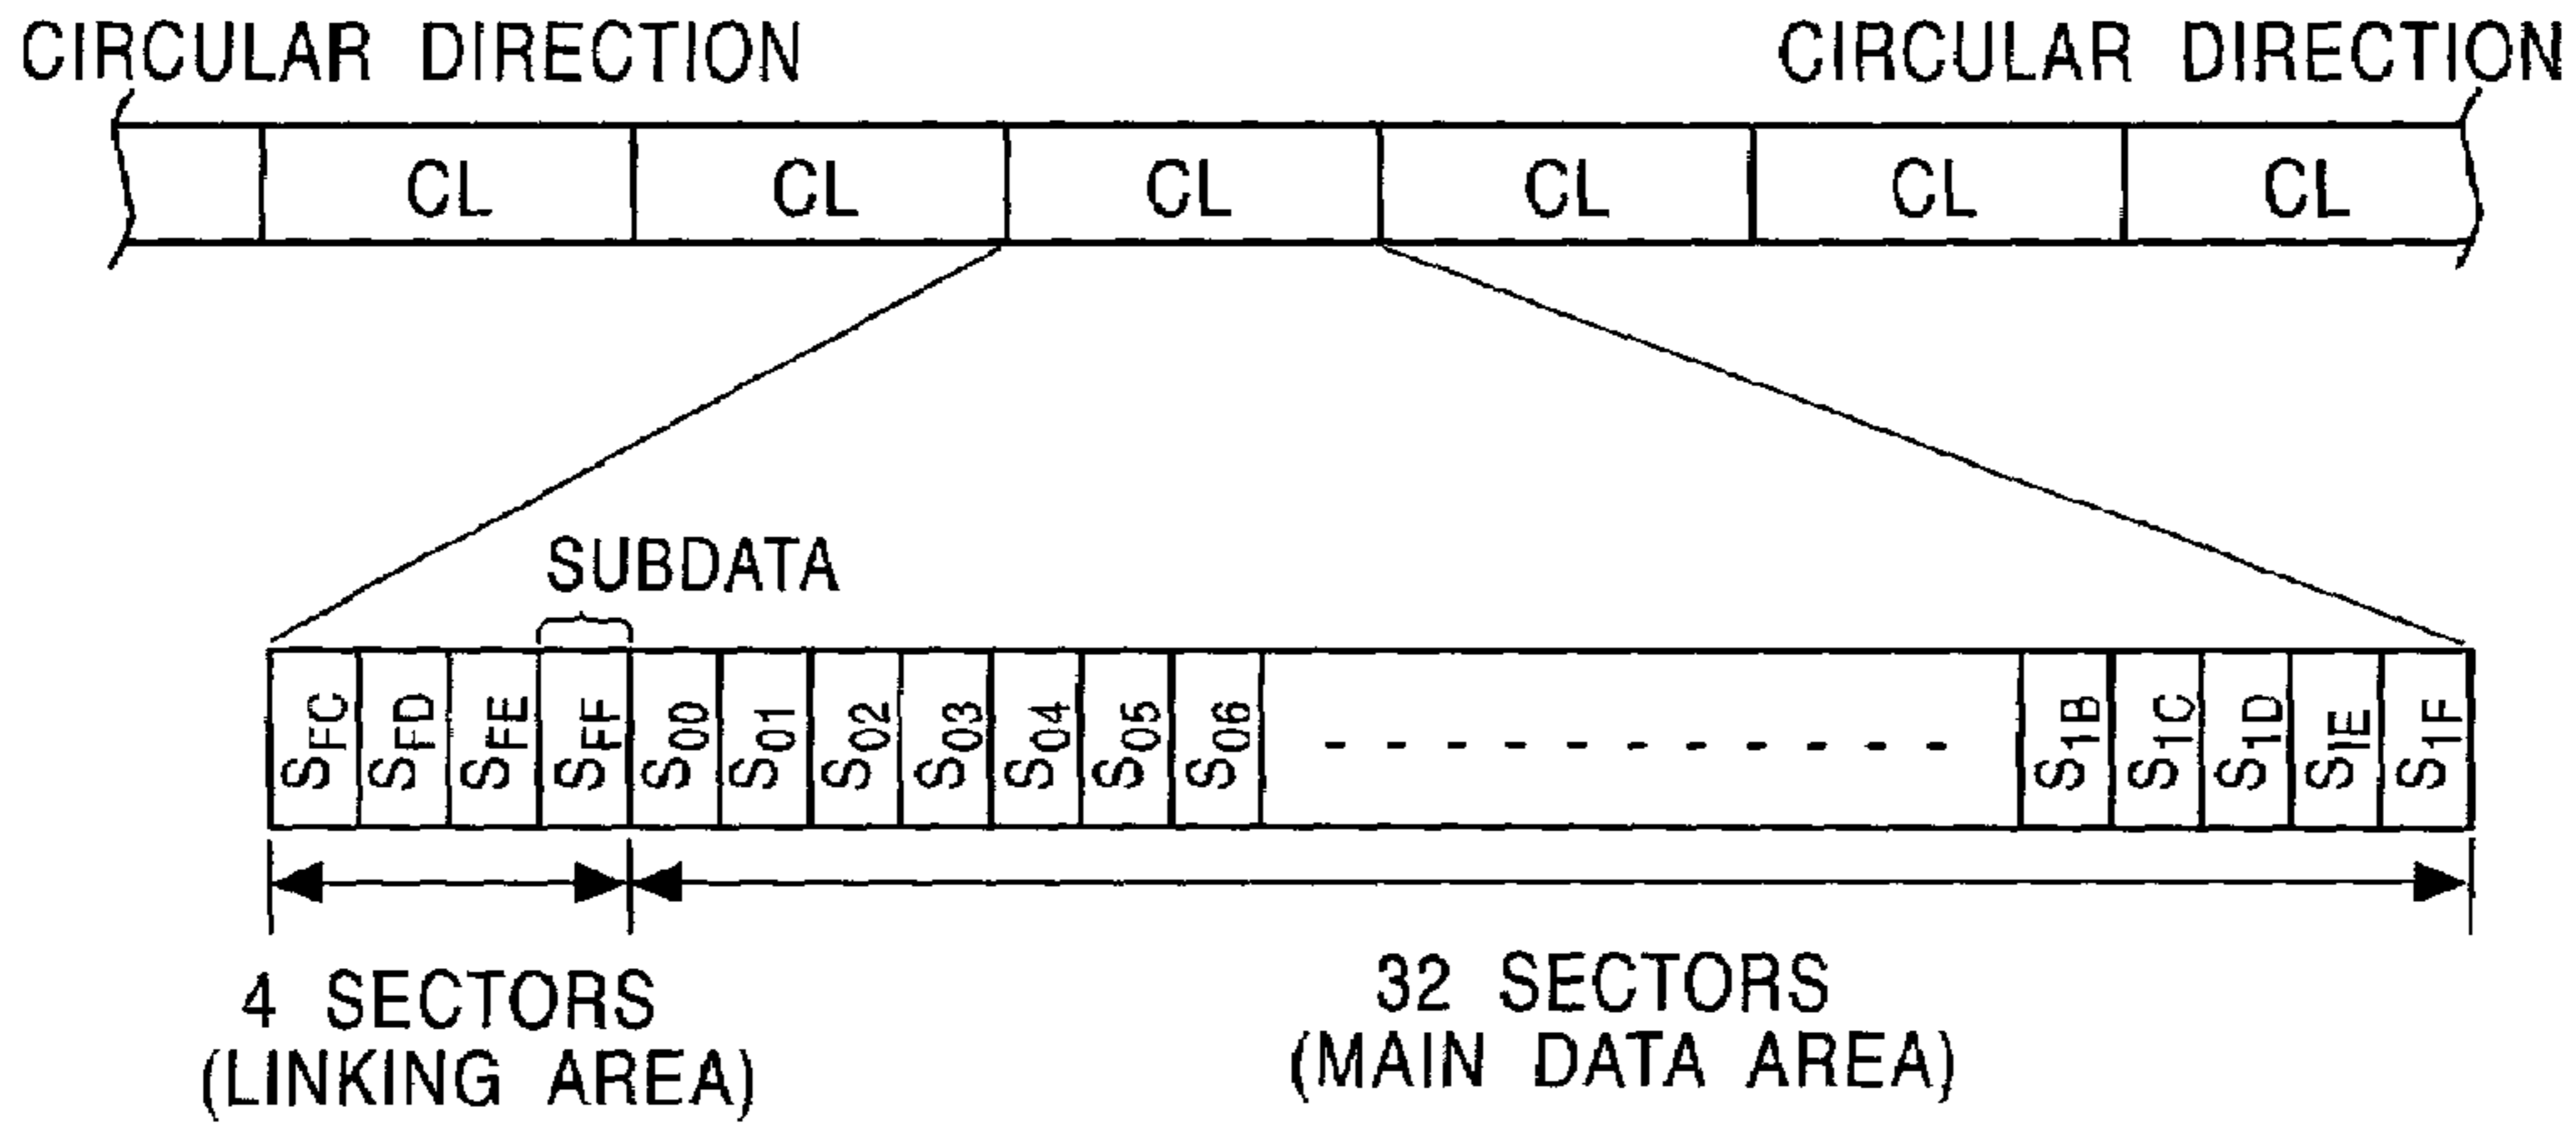 CIRCULAR DIRECTION CIRCULAR DIRECTION
CL CL CL CL CL CL
SUBDATA
SFC SFD SFE SFF S00 S01 S02 S03 S04 S05 S06 - - - - - - - - - - - S1B S1C S1D SIE S1F
4 SECTORS
(LINKING AREA)
32 SECTORS
(MAIN DATA AREA)